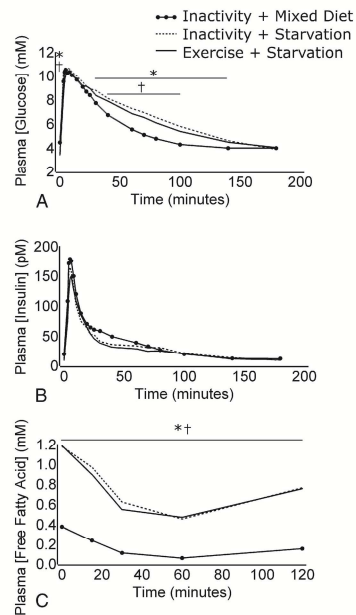 Inactivity + Mixed Diet
Inactivity + Starvation
Exercise + Starvation
Plasma [Glucose] (mM)
12
10
8
6
4
2
*
†
*
†
0 50 100 150 200
Time (minutes)
A
Plasma [Insulin] (pM)
200
150
100
50
0
0 50 100 150 200
Time (minutes)
B
Plasma [Free Fatty Acid] (mM)
1.2
1.0
0.8
0.6
0.4
0.2
0.0
*†
0 20 40 60 80 100 120
Time (minutes)
C